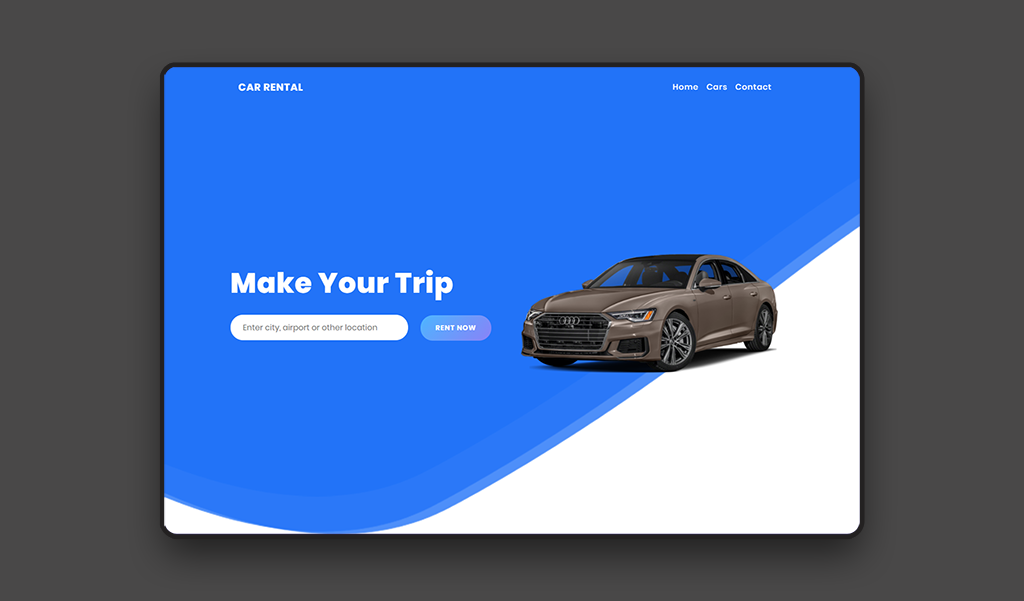 CAR RENTAL
Home Cars Contact
Make Your Trip
Enter city, airport or other location
RENT NOW